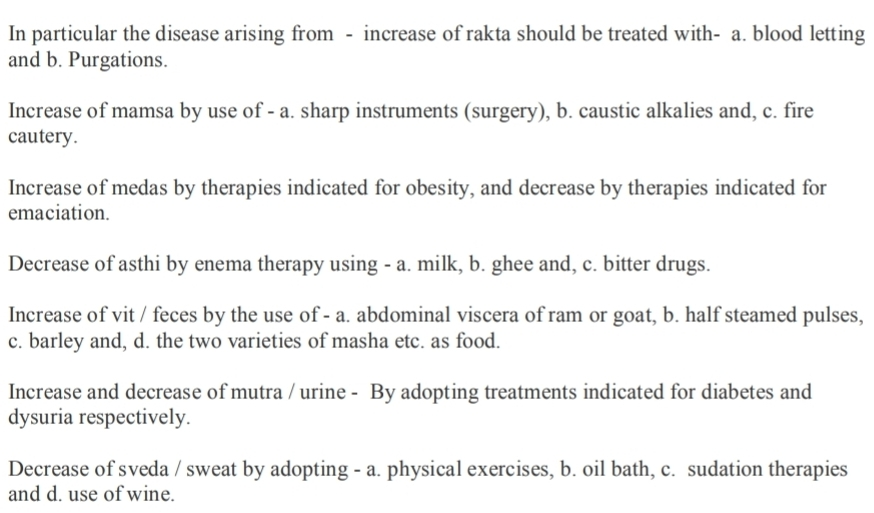 In particular the disease arising from - increase of rakta should be treated with- a. blood letting
and b. Purgations.
Increase of mamsa by use of - a. sharp instruments (surgery), b. caustic alkalies and, c. fire
cautery.
Increase of medas by therapies indicated for obesity, and decrease by therapies indicated for
emaciation.
Decrease of asthi by enema therapy using - a. milk, b. ghee and, c. bitter drugs.
Increase of vit / feces by the use of - a. abdominal viscera of ram or goat, b. half steamed pulses,
c. barley and, d. the two varieties of masha etc. as food.
Increase and decrease of mutra / urine - By adopting treatments indicated for diabetes and
dysuria respectively.
Decrease of sveda / sweat by adopting - a. physical exercises, b. oil bath, c. sudation therapies
and d. use of wine.